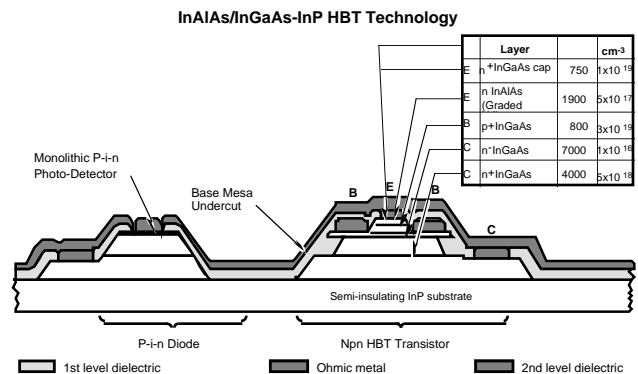 InAlAs/InGaAs-InP HBT Technology
Layer cm-3
E n+InGaAs cap 750 1x10 19
E n InAlAs (Graded 1900 5x10 17
B p+InGaAs 800 3x10 19
C n-InGaAs 7000 1x10 16
C n+InGaAs 4000 5x10 18
Monolithic P-i-n
Photo-Detector
Base Mesa
Undercut
B E B
C
Semi-insulating InP substrate
P-i-n Diode Npn HBT Transistor
1st level dielectric Ohmic metal 2nd level dielectric